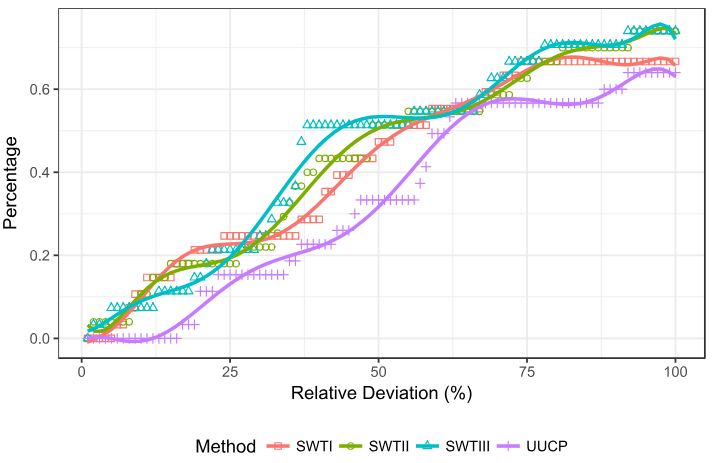 Percentage
0.6
0.4
0.2
0.0
0 25 50 75 100
Relative Deviation (%)
Method SWTI SWTII SWTIII UUCP